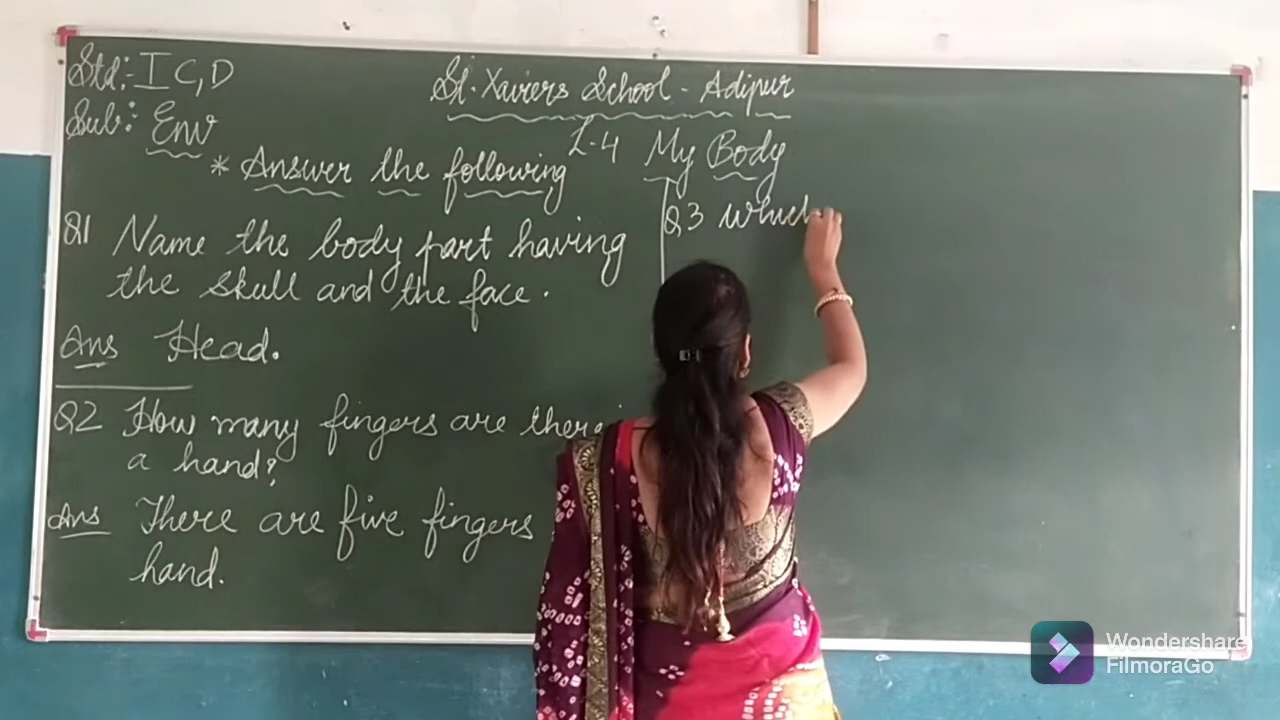 Std:- I C, D
Sub:- Env
St. Xaviers School - Adipur
L-4 My Body
* Answer the following
Q1 Name the body part having
the skull and the face.
Ans Head.
Q2 How many fingers are there
a hand?
Ans There are five fingers
hand.
Q3 Which
Wondershare
FilmoraGo